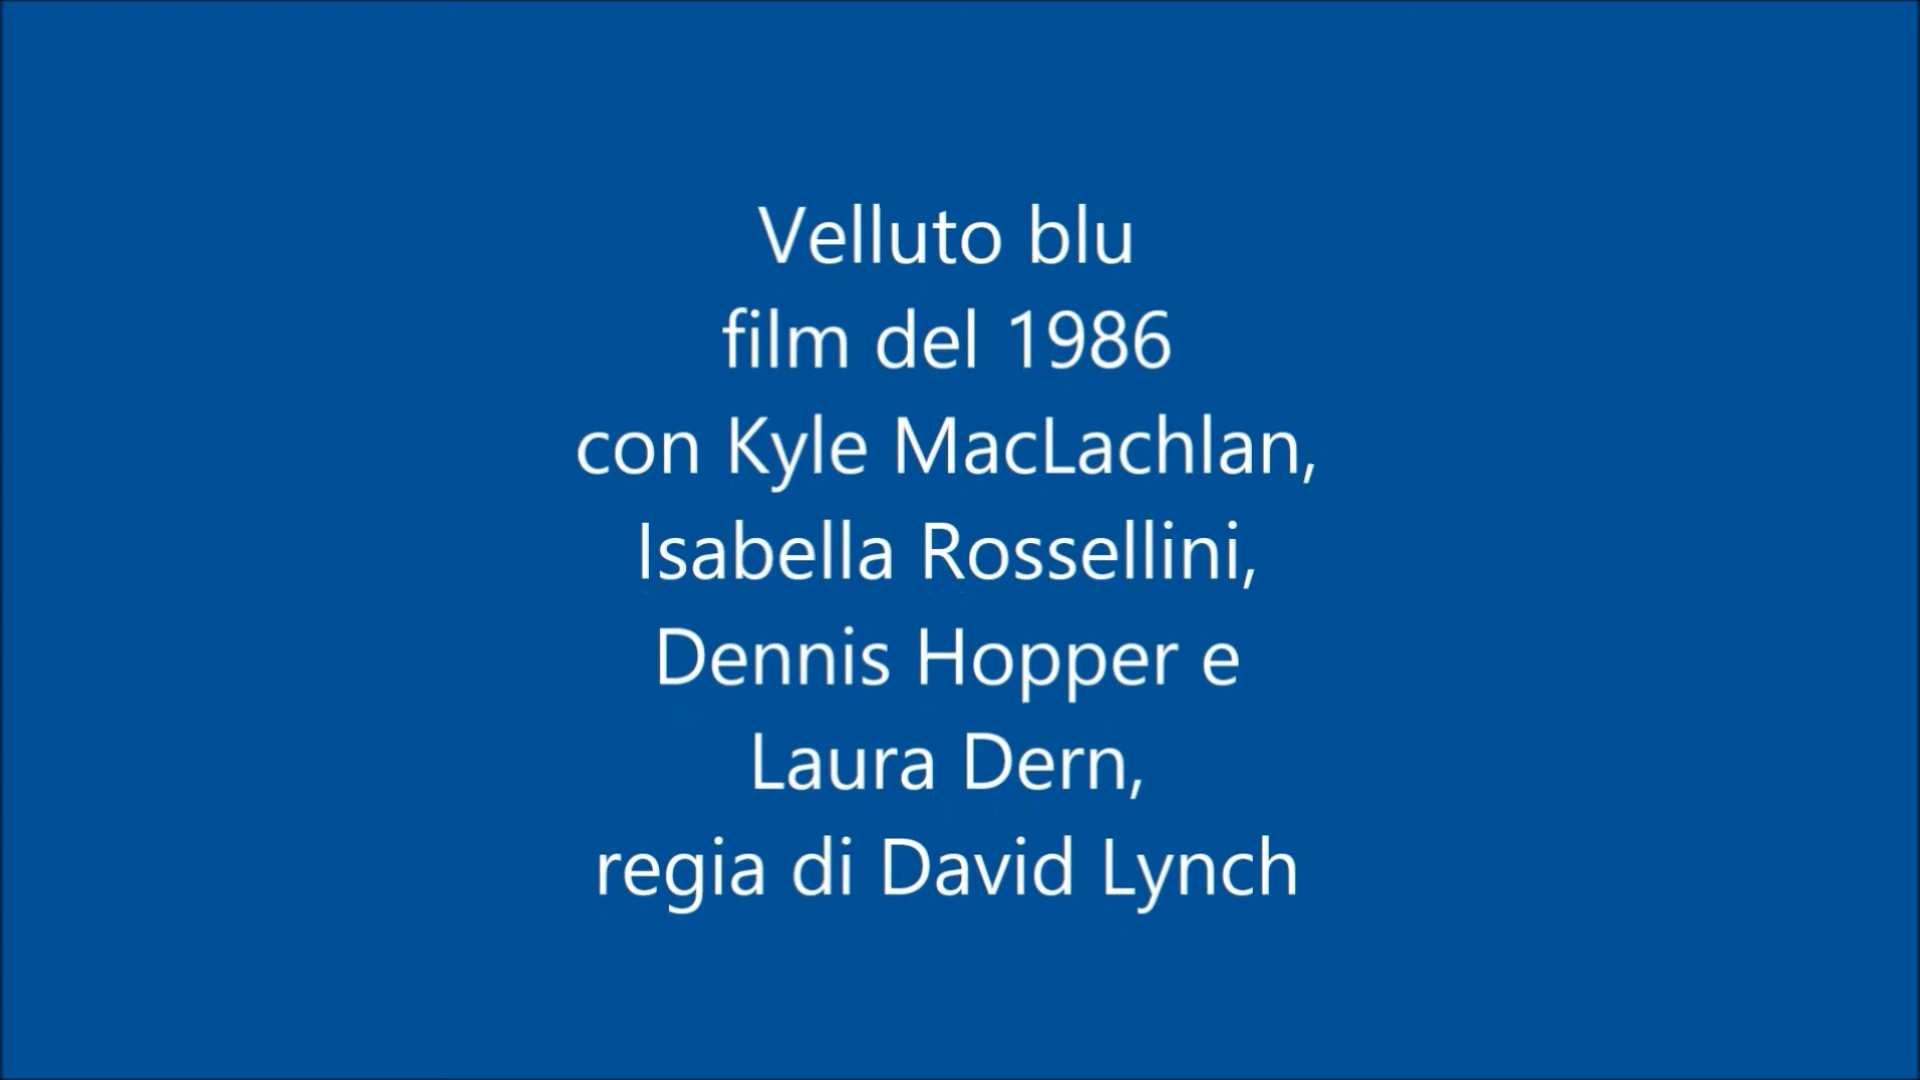 Velluto blu
film del 1986
con Kyle MacLachlan,
Isabella Rossellini,
Dennis Hopper e
Laura Dern,
regia di David Lynch